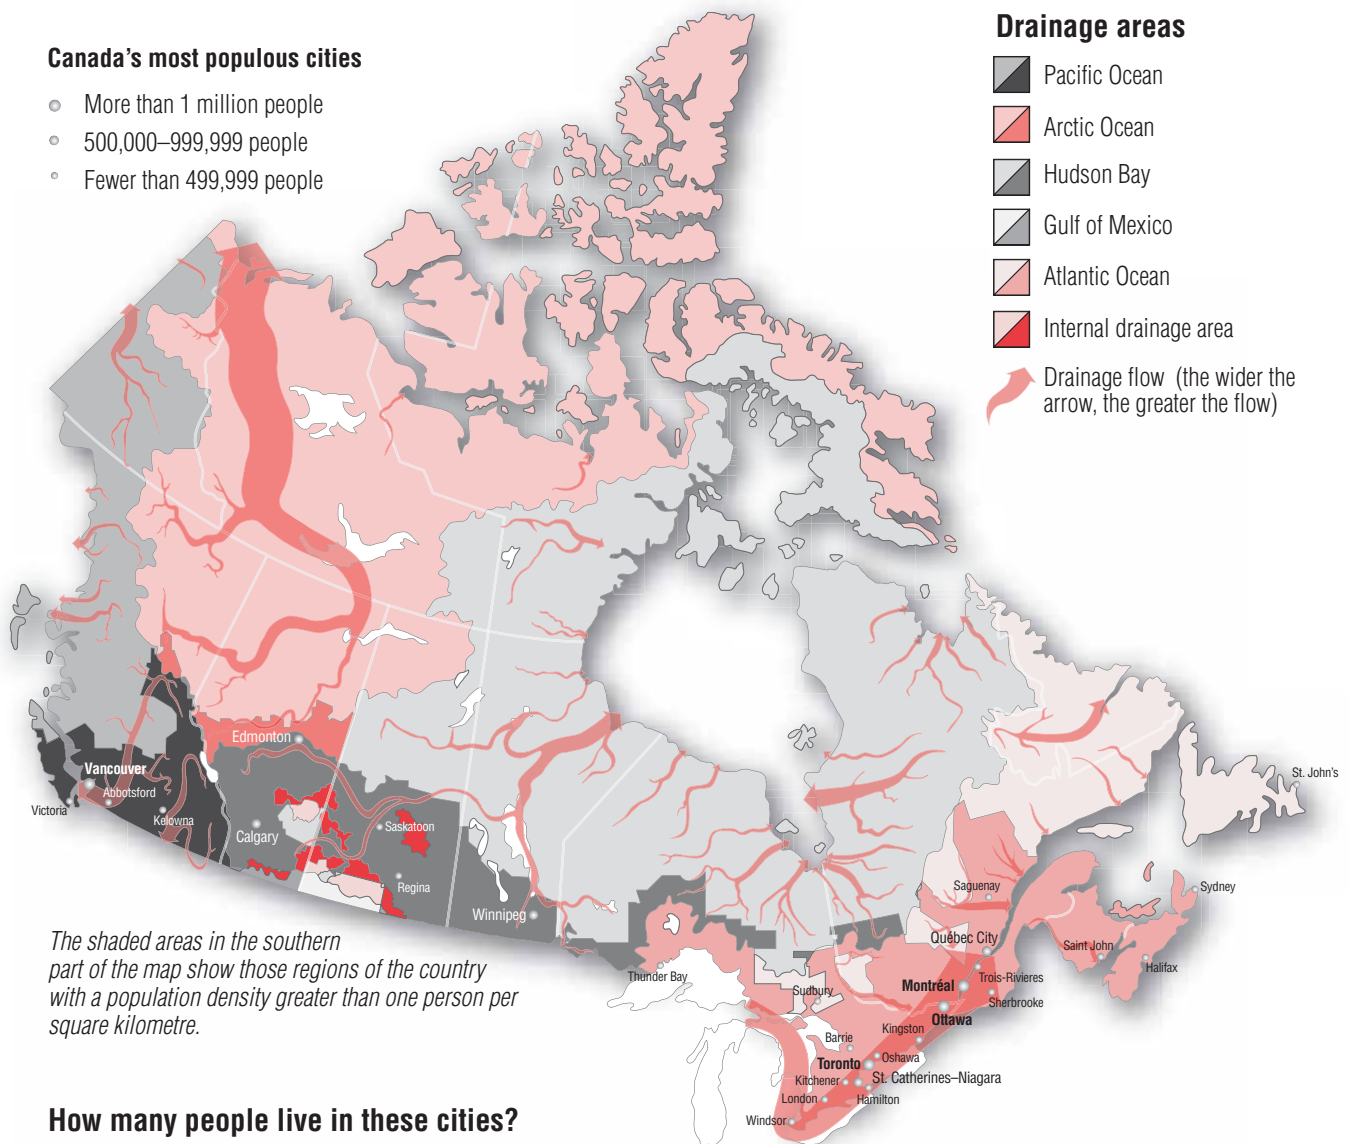 Canada's most populous cities
More than 1 million people
500,000–999,999 people
Fewer than 499,999 people
Drainage areas
Pacific Ocean
Arctic Ocean
Hudson Bay
Gulf of Mexico
Atlantic Ocean
Internal drainage area
Drainage flow (the wider the
arrow, the greater the flow)
Edmonton
Vancouver
Abbotsford
Victoria
Kelowna
Calgary
Saskatoon
Regina
Winnipeg
St. John's
Saguenay
Sydney
Québec City
Saint John
Halifax
Thunder Bay
Sudbury
Montréal
Trois-Rivieres
Sherbrooke
Ottawa
Kingston
Barrie
Oshawa
Toronto
Kitchener
St. Catherines–Niagara
London
Hamilton
Windsor
The shaded areas in the southern
part of the map show those regions of the country
with a population density greater than one person per
square kilometre.
How many people live in these cities?